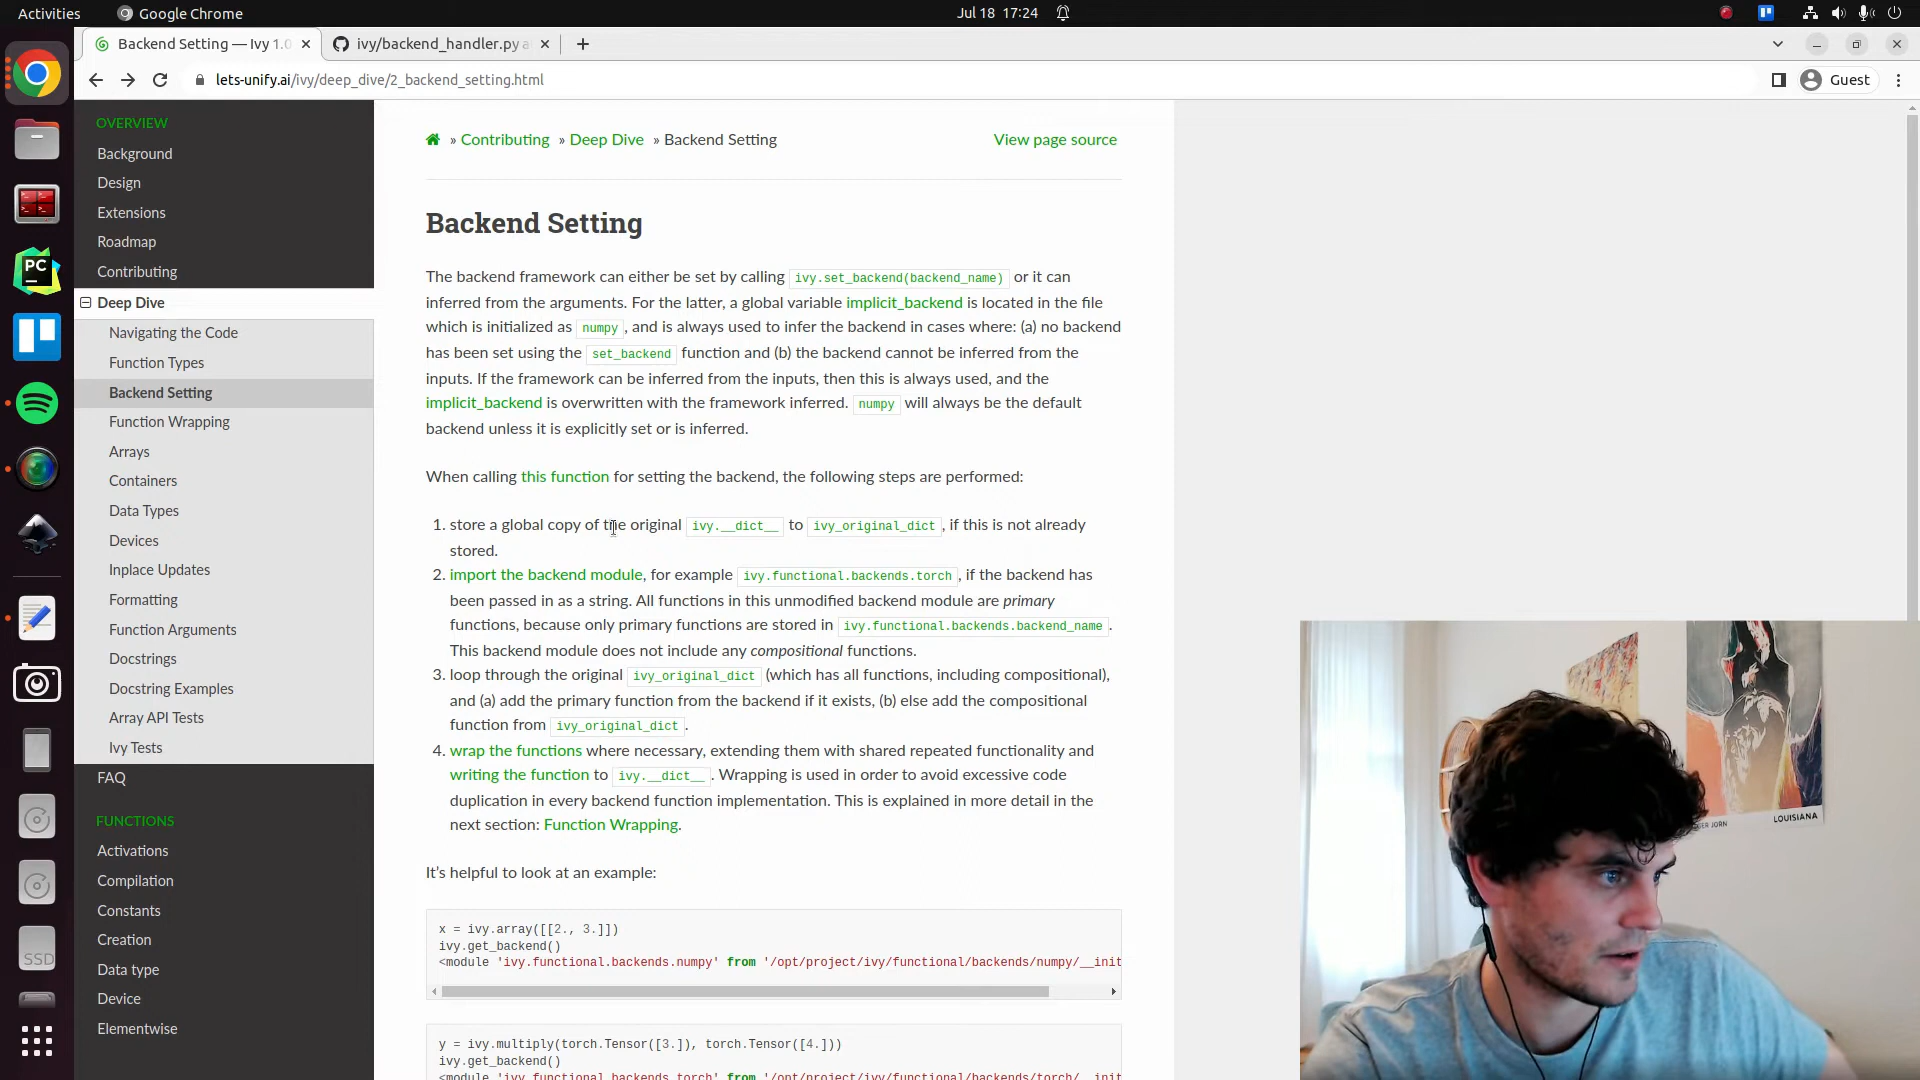 Activities
Google Chrome
Jul 18 17:24
Backend Setting — Ivy 1.0
ivy/backend_handler.py a
lets-unify.ai/ivy/deep_dive/2_backend_setting.html
Guest
OVERVIEW
Background
Design
Extensions
Roadmap
Contributing
Deep Dive
Navigating the Code
Function Types
Backend Setting
Function Wrapping
Arrays
Containers
Data Types
Devices
Inplace Updates
Formatting
Function Arguments
Docstrings
Docstring Examples
Array API Tests
Ivy Tests
FAQ
FUNCTIONS
Activations
Compilation
Constants
Creation
Data type
Device
Elementwise
PC
SSD
» Contributing » Deep Dive » Backend Setting
View page source
Backend Setting
The backend framework can either be set by calling ivy.set_backend(backend_name) or it can
inferred from the arguments. For the latter, a global variable implicit_backend is located in the file
which is initialized as numpy, and is always used to infer the backend in cases where: (a) no backend
has been set using the set_backend function and (b) the backend cannot be inferred from the
inputs. If the framework can be inferred from the inputs, then this is always used, and the
implicit_backend is overwritten with the framework inferred. numpy will always be the default
backend unless it is explicitly set or is inferred.
When calling this function for setting the backend, the following steps are performed:
1. store a global copy of the original ivy.__dict__ to ivy_original_dict, if this is not already
stored.
2. import the backend module, for example ivy.functional.backends.torch, if the backend has
been passed in as a string. All functions in this unmodified backend module are primary
functions, because only primary functions are stored in ivy.functional.backends.backend_name.
This backend module does not include any compositional functions.
3. loop through the original ivy_original_dict (which has all functions, including compositional),
and (a) add the primary function from the backend if it exists, (b) else add the compositional
function from ivy_original_dict.
4. wrap the functions where necessary, extending them with shared repeated functionality and
writing the function to ivy.__dict__. Wrapping is used in order to avoid excessive code
duplication in every backend function implementation. This is explained in more detail in the
next section: Function Wrapping.
It's helpful to look at an example:
x = ivy.array([[2., 3.]])
ivy.get_backend()
<module 'ivy.functional.backends.numpy' from '/opt/project/ivy/functional/backends/numpy/__init
y = ivy.multiply(torch.Tensor([3.]), torch.Tensor([4.]))
ivy.get_backend()
<module 'ivy.functional.backends.torch' from '/opt/project/ivy/functional/backends/torch/__init
GER JORN
LOUISIANA